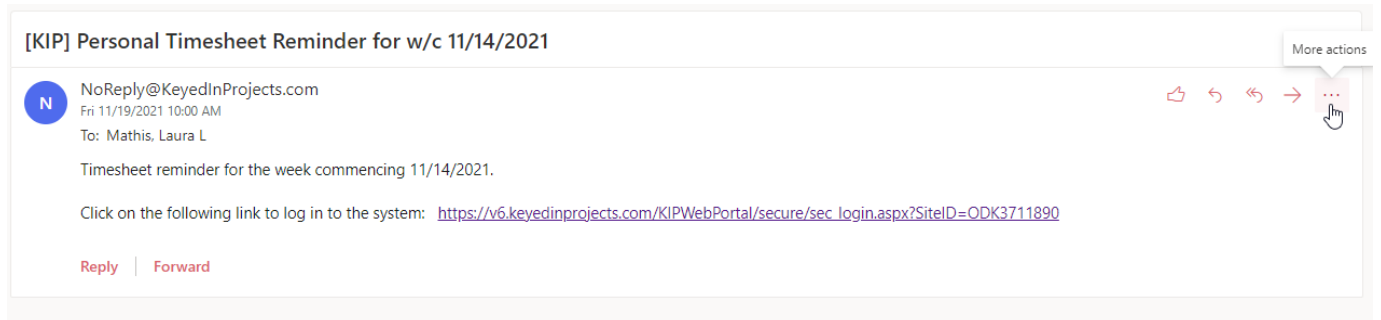 [KIP] Personal Timesheet Reminder for w/c 11/14/2021
More actions
N
NoReply@KeyedInProjects.com
Fri 11/19/2021 10:00 AM
To: Mathis, Laura L
Timesheet reminder for the week commencing 11/14/2021.
Click on the following link to log in to the system: https://v6.keyedinprojects.com/KIPWebPortal/secure/sec_login.aspx?SiteID=ODK3711890
Reply Forward